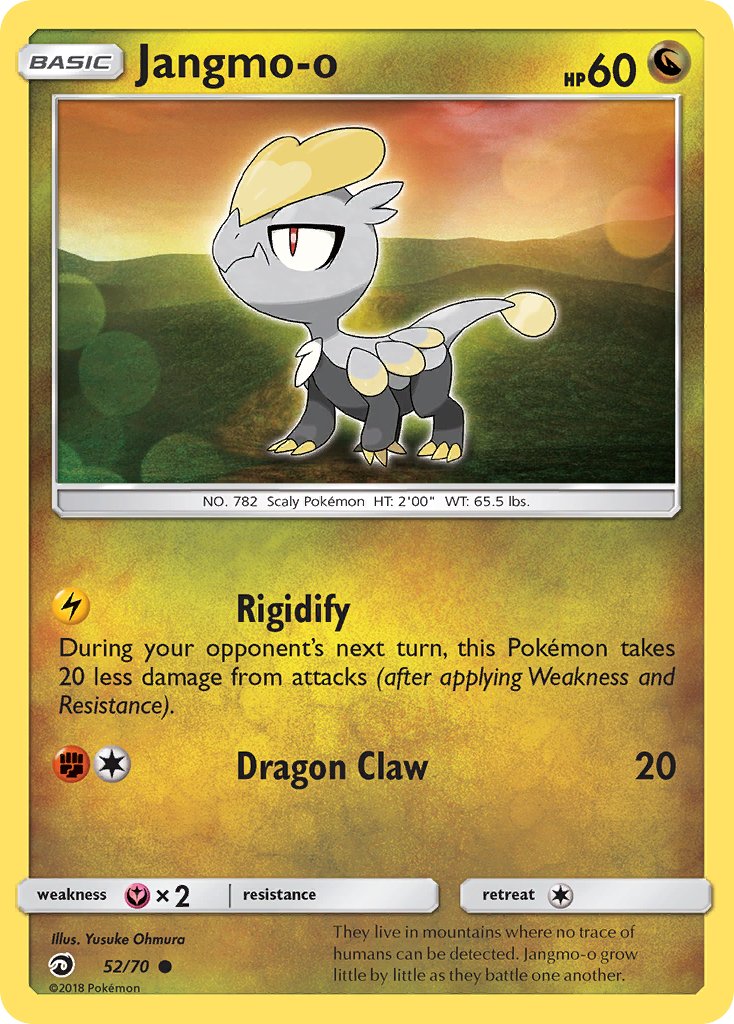 BASIC Jangmo-o HP60
NO. 782 Scaly Pokémon HT: 2'00" WT: 65.5 lbs.
Rigidify
During your opponent's next turn, this Pokémon takes
20 less damage from attacks (after applying Weakness and
Resistance).
Dragon Claw 20
weakness ×2 resistance retreat
Illus. Yusuke Ohmura
52/70
©2018 Pokémon
They live in mountains where no trace of
humans can be detected. Jangmo-o grow
little by little as they battle one another.